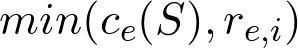 $min(c_e(S), r_{e,i})$